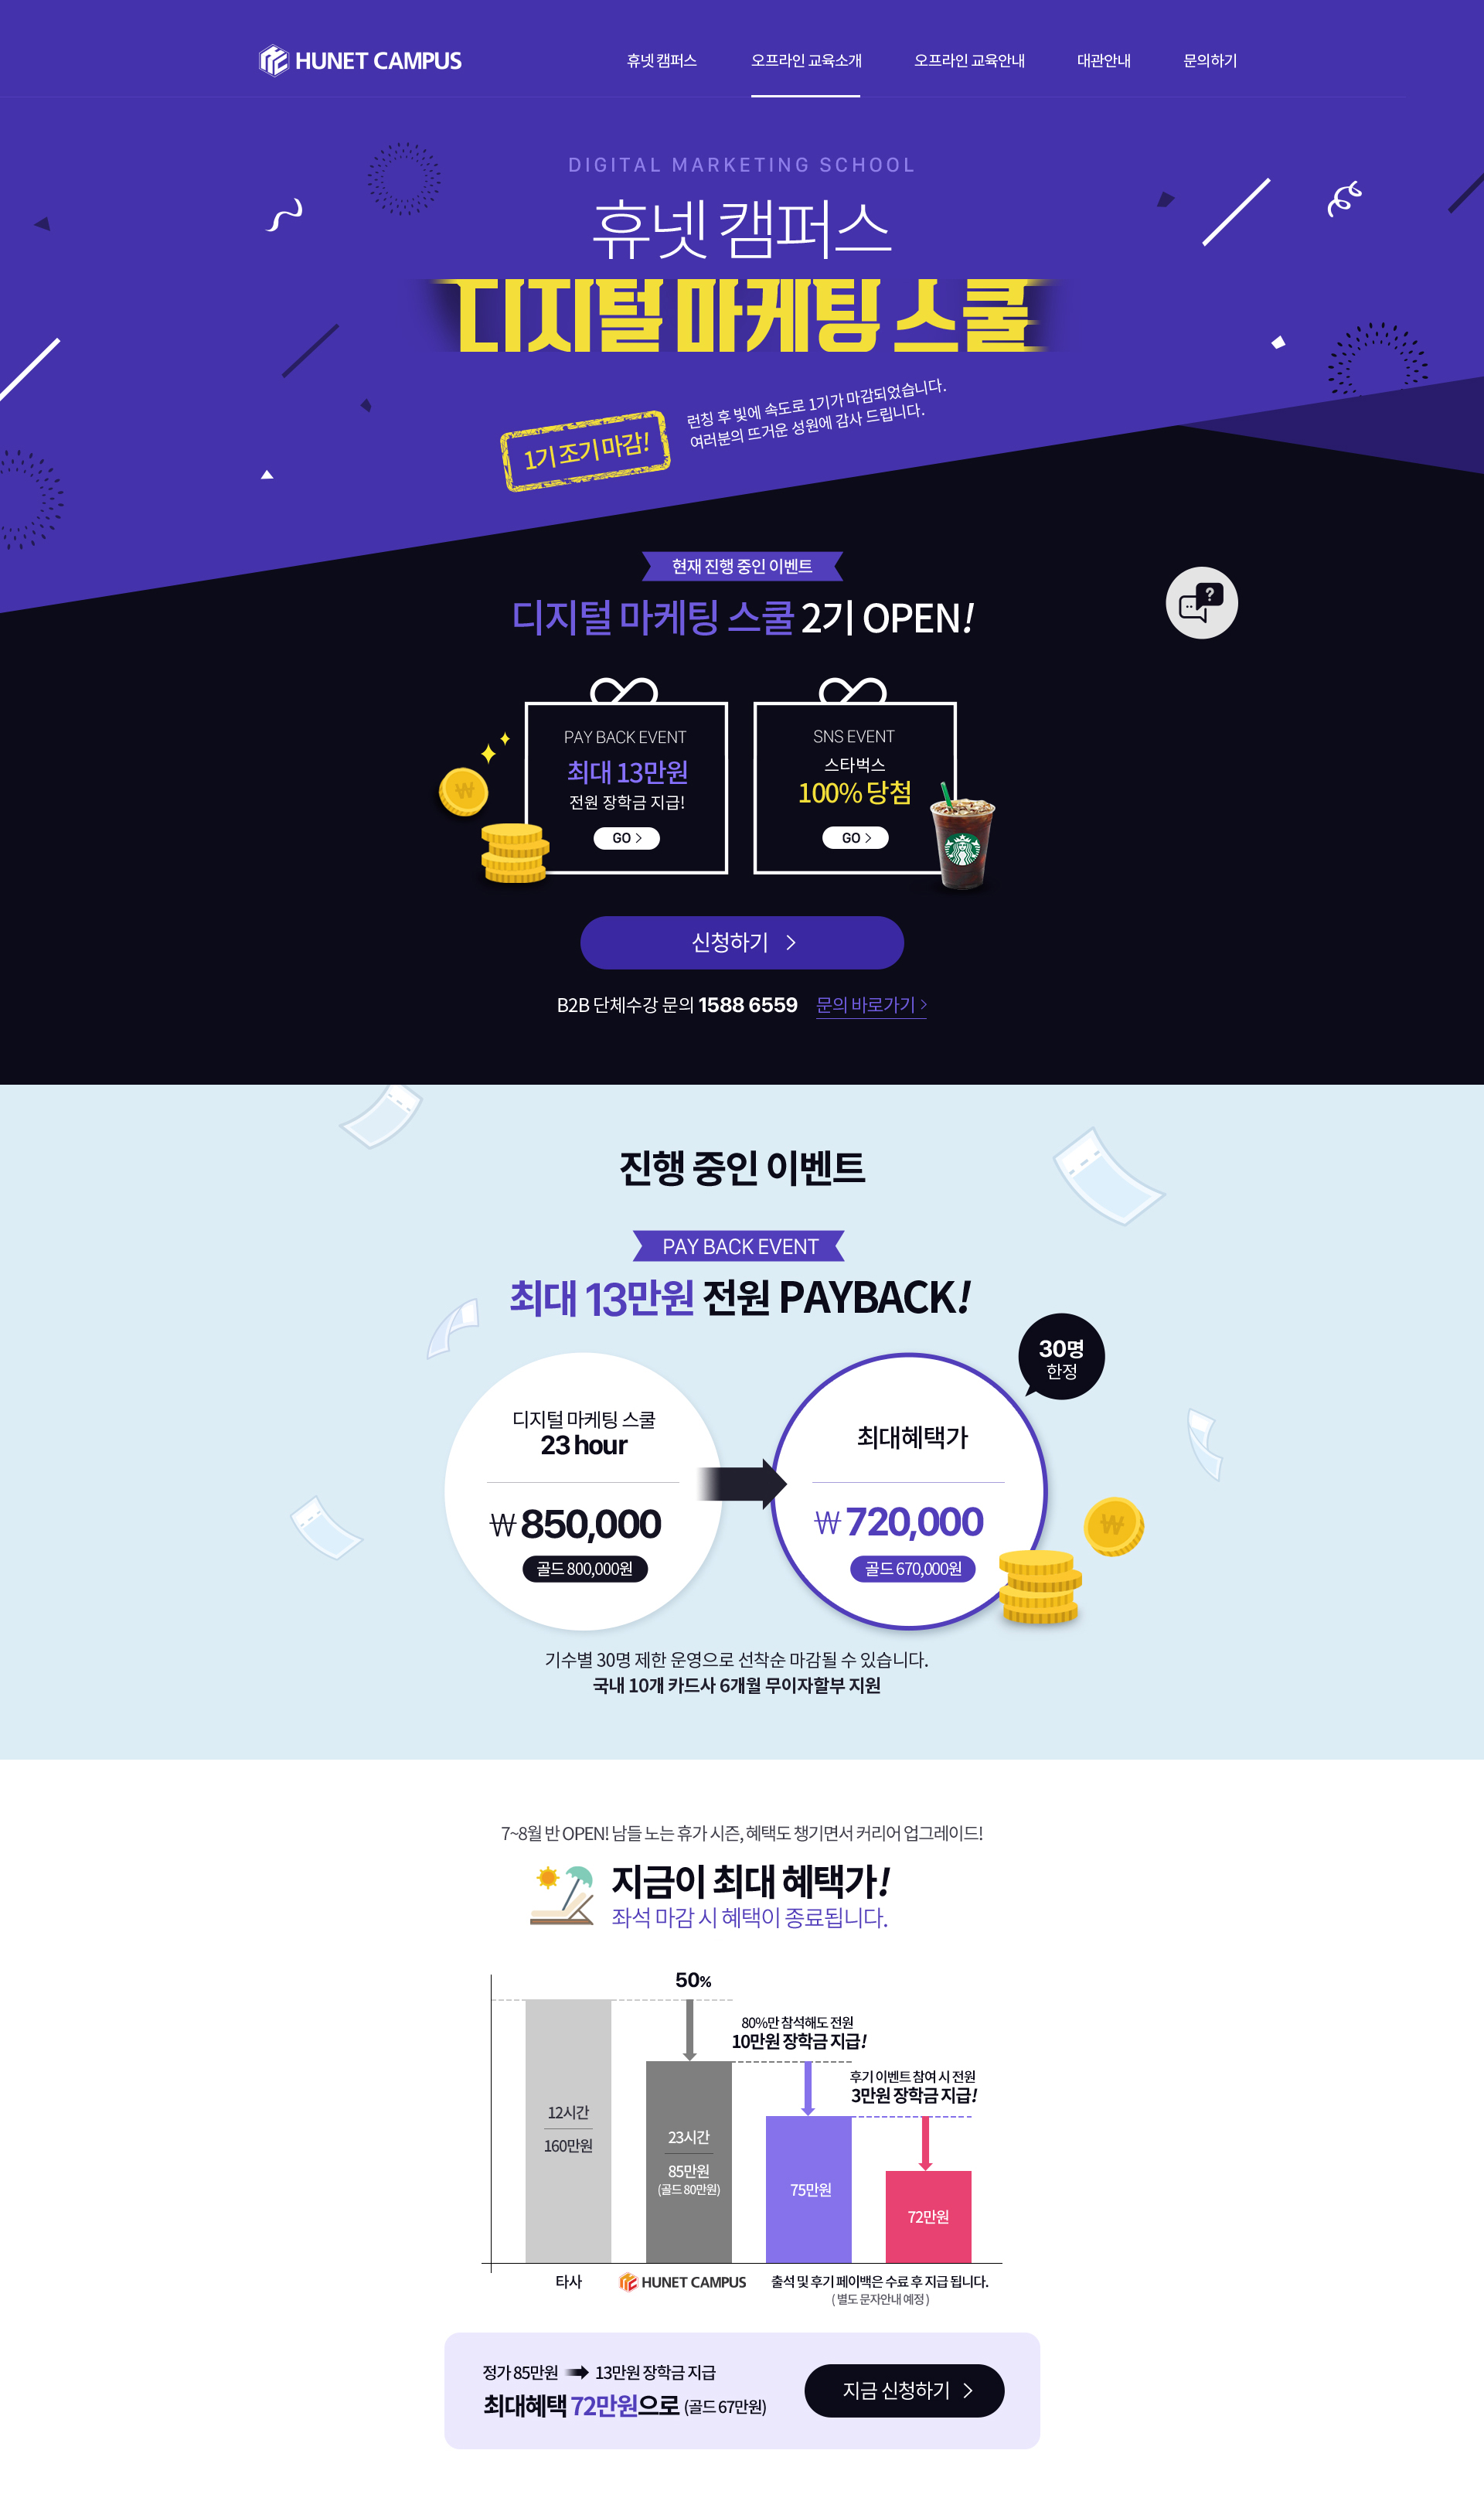 HUNET CAMPUS
휴넷 캠퍼스
오프라인 교육소개
오프라인 교육안내
대관안내
문의하기
DIGITAL MARKETING SCHOOL
휴넷 캠퍼스
디지털 마케팅 스쿨
1기 조기 마감!
런칭 후 빛에 속도로 1기가 마감되었습니다.
여러분의 뜨거운 성원에 감사 드립니다.
현재 진행 중인 이벤트
디지털 마케팅 스쿨 2기 OPEN!
?
PAY BACK EVENT
최대 13만원
전원 장학금 지급!
GO >
SNS EVENT
스타벅스
100% 당첨
GO >
₩
신청하기 >
B2B 단체수강 문의 1588 6559 문의 바로가기 >
진행 중인 이벤트
PAY BACK EVENT
최대 13만원 전원 PAYBACK!
30명
한정
디지털 마케팅 스쿨
23 hour
₩ 850,000
골드 800,000원
최대혜택가
₩ 720,000
골드 670,000원
₩
기수별 30명 제한 운영으로 선착순 마감될 수 있습니다.
국내 10개 카드사 6개월 무이자할부 지원
7~8월 반 OPEN! 남들 노는 휴가 시즌, 혜택도 챙기면서 커리어 업그레이드!
지금이 최대 혜택가!
좌석 마감 시 혜택이 종료됩니다.
50%
80%만 참석해도 전원
10만원 장학금 지급!
후기 이벤트 참여 시 전원
3만원 장학금 지급!
12시간
160만원
23시간
85만원
(골드 80만원)
75만원
72만원
타사
HUNET CAMPUS
출석 및 후기 페이백은 수료 후 지급 됩니다.
( 별도 문자안내 예정 )
정가 85만원 13만원 장학금 지급
최대혜택 72만원으로 (골드 67만원)
지금 신청하기 >